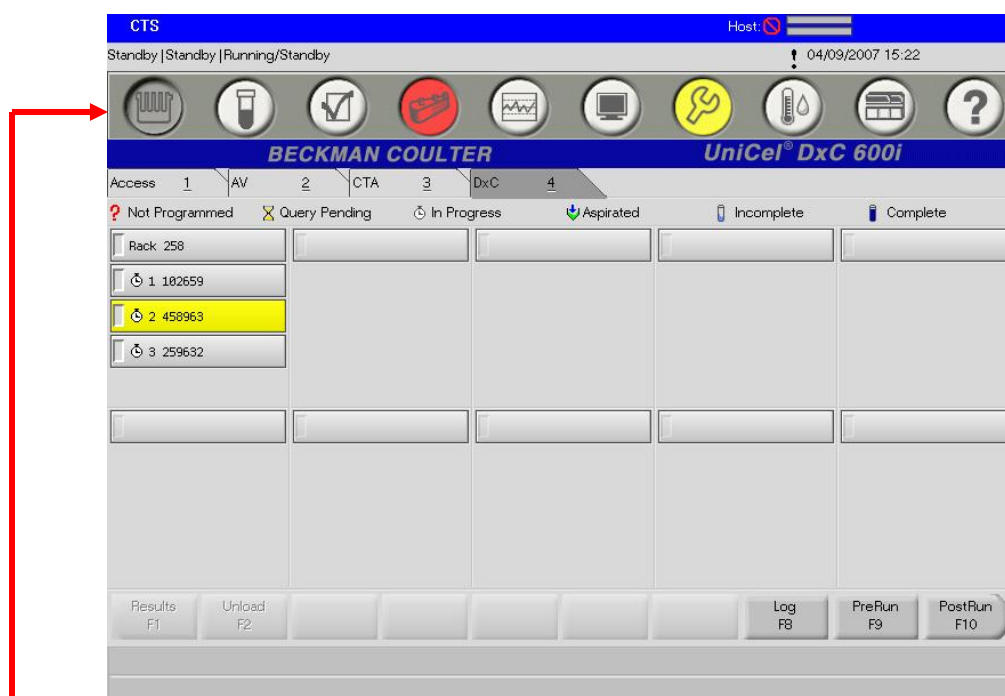 CTS Host:
Standby|Standby|Running/Standby 04/09/2007 15:22
?
BECKMAN COULTER UniCel® DxC 600i
Access 1 AV 2 CTA 3 DxC 4
? Not Programmed Query Pending In Progress Aspirated Incomplete Complete
Rack 258
1 102659
2 458963
3 259632
Results Unload Log PreRun PostRun
F1 F2 F8 F9 F10